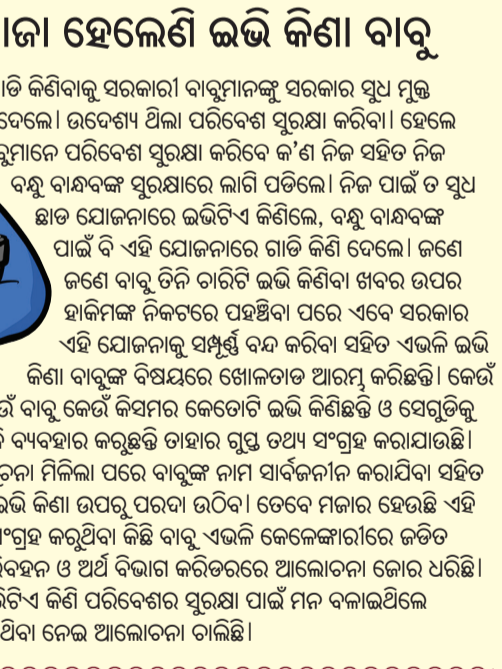 ାଜା ହେଲେଣି ଇଭି କିଣା ବାବୁ
ାଡି କିଣିବାକୁ ସରକାରୀ ବାବୁମାନଙ୍କୁ ସରକାର ସୁଧ ମୁକ୍ତ
ଦେଲେ। ଉଦେଶ୍ୟ ଥିଲା ପରିବେଶ ସୁରକ୍ଷା କରିବା। ହେଲେ
ବୁମାନେ ପରିବେଶ ସୁରକ୍ଷା କରିବେ କ'ଣ ନିଜ ସହିତ ନିଜ
ବନ୍ଧୁ ବାନ୍ଧବଙ୍କ ସୁରକ୍ଷାରେ ଲାଗି ପଡିଲେ। ନିଜ ପାଇଁ ତ ସୁଧ
ଛାଡ ଯୋଜନାରେ ଇଭିଟିଏ କିଣିଲେ, ବନ୍ଧୁ ବାନ୍ଧବଙ୍କ
ପାଇଁ ବି ଏହି ଯୋଜନାରେ ଗାଡି କିଣି ଦେଲେ। ଜଣେ
ଜଣେ ବାବୁ ତିନି ଚାରିଟି ଇଭି କିଣିବା ଖବର ଉପର
ହାକିମଙ୍କ ନିକଟରେ ପହଞ୍ଚିବା ପରେ ଏବେ ସରକାର
ଏହି ଯୋଜନାକୁ ସମ୍ପୂର୍ଣ୍ଣ ବନ୍ଦ କରିବା ସହିତ ଏଭଳି ଇଭି
କିଣା ବାବୁଙ୍କ ବିଷୟରେ ଖୋଳତାଡ ଆରମ୍ଭ କରିଛନ୍ତି। କେଉଁ
ଉଁ ବାବୁ କେଉଁ କିସମର କେତୋଟି ଇଭି କିଣିଛନ୍ତି ଓ ସେଗୁଡିକୁ
ବ୍ୟବହାର କରୁଛନ୍ତି ତାହାର ଗୁପ୍ତ ତଥ୍ୟ ସଂଗ୍ରହ କରାଯାଉଛି।
ଚନା ମିଳିଲା ପରେ ବାବୁଙ୍କ ନାମ ସାର୍ବଜନୀନ କରାଯିବା ସହିତ
ଇଭି କିଣା ଉପରୁ ପରଦା ଉଠିବ। ତେବେ ମଜାର ହେଉଛି ଏହି
ସଂଗ୍ରହ କରୁଥିବା କିଛି ବାବୁ ଏଭଳି କେଳେଙ୍କାରୀରେ ଜଡିତ
ିବହନ ଓ ଅର୍ଥ ବିଭାଗ କରିଡରରେ ଆଲୋଚନା ଜୋର ଧରିଛି।
ିଟିଏ କିଣି ପରିବେଶର ସୁରକ୍ଷା ପାଇଁ ମନ ବଳାଇଥିଲେ
ଥିବା ନେଇ ଆଲୋଚନା ଚାଲିଛି।